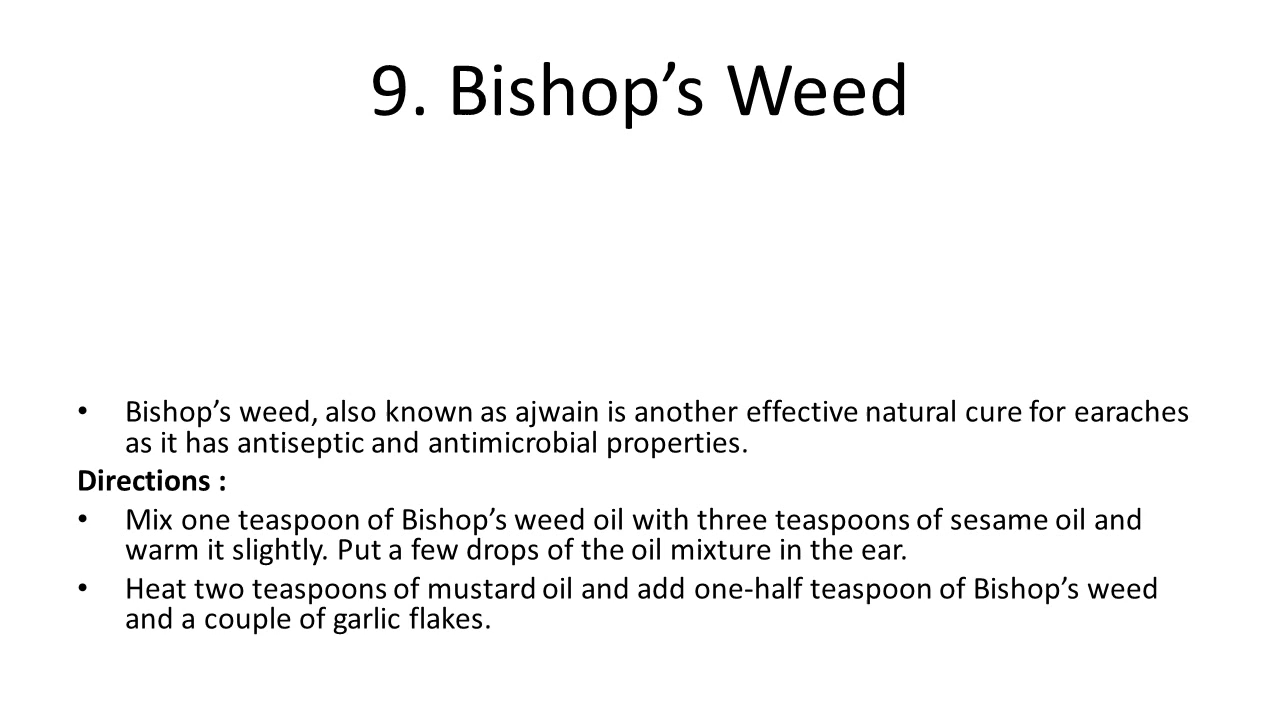 9. Bishop’s Weed
• Bishop’s weed, also known as ajwain is another effective natural cure for earaches
as it has antiseptic and antimicrobial properties.
Directions :
• Mix one teaspoon of Bishop’s weed oil with three teaspoons of sesame oil and
warm it slightly. Put a few drops of the oil mixture in the ear.
• Heat two teaspoons of mustard oil and add one-half teaspoon of Bishop’s weed
and a couple of garlic flakes.